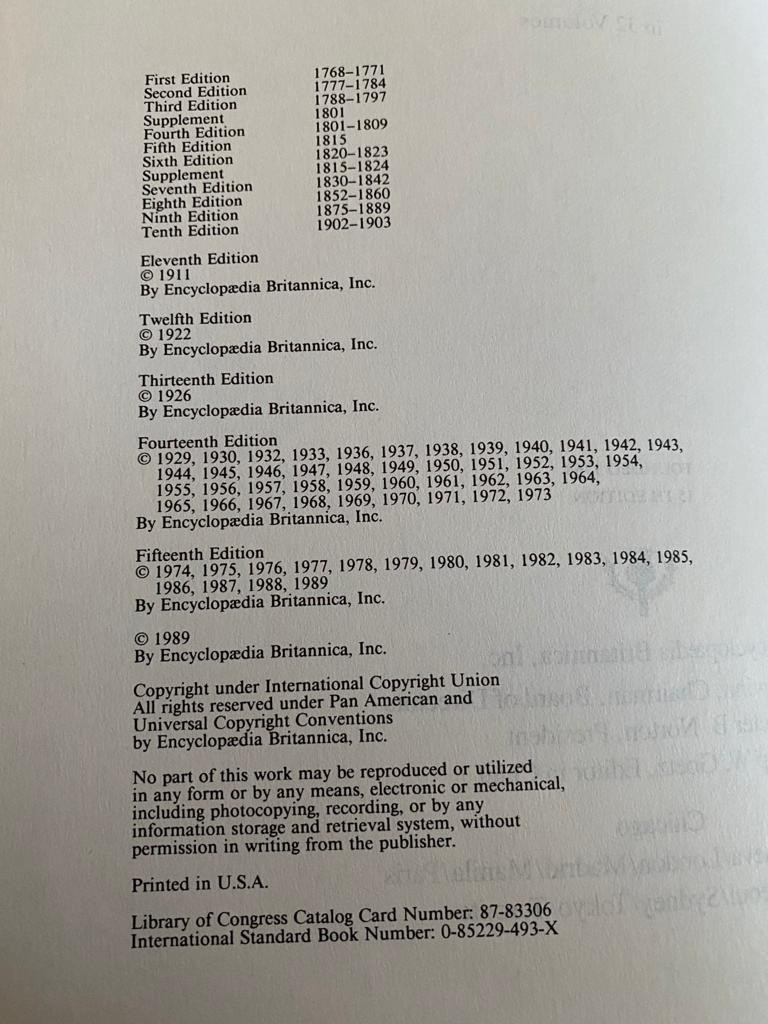 in 32 Volumes
First Edition 1768–1771
Second Edition 1777–1784
Third Edition 1788–1797
Supplement 1801
Fourth Edition 1801–1809
Fifth Edition 1815
Sixth Edition 1820–1823
Supplement 1815–1824
Seventh Edition 1830–1842
Eighth Edition 1852–1860
Ninth Edition 1875–1889
Tenth Edition 1902–1903
Eleventh Edition
© 1911
By Encyclopædia Britannica, Inc.
Twelfth Edition
© 1922
By Encyclopædia Britannica, Inc.
Thirteenth Edition
© 1926
By Encyclopædia Britannica, Inc.
Fourteenth Edition
© 1929, 1930, 1932, 1933, 1936, 1937, 1938, 1939, 1940, 1941, 1942, 1943,
1944, 1945, 1946, 1947, 1948, 1949, 1950, 1951, 1952, 1953, 1954,
1955, 1956, 1957, 1958, 1959, 1960, 1961, 1962, 1963, 1964,
1965, 1966, 1967, 1968, 1969, 1970, 1971, 1972, 1973
By Encyclopædia Britannica, Inc.
Fifteenth Edition
© 1974, 1975, 1976, 1977, 1978, 1979, 1980, 1981, 1982, 1983, 1984, 1985,
1986, 1987, 1988, 1989
By Encyclopædia Britannica, Inc.
© 1989
By Encyclopædia Britannica, Inc.
Copyright under International Copyright Union
All rights reserved under Pan American and
Universal Copyright Conventions
by Encyclopædia Britannica, Inc.
No part of this work may be reproduced or utilized
in any form or by any means, electronic or mechanical,
including photocopying, recording, or by any
information storage and retrieval system, without
permission in writing from the publisher.
Printed in U.S.A.
Library of Congress Catalog Card Number: 87-83306
International Standard Book Number: 0-85229-493-X